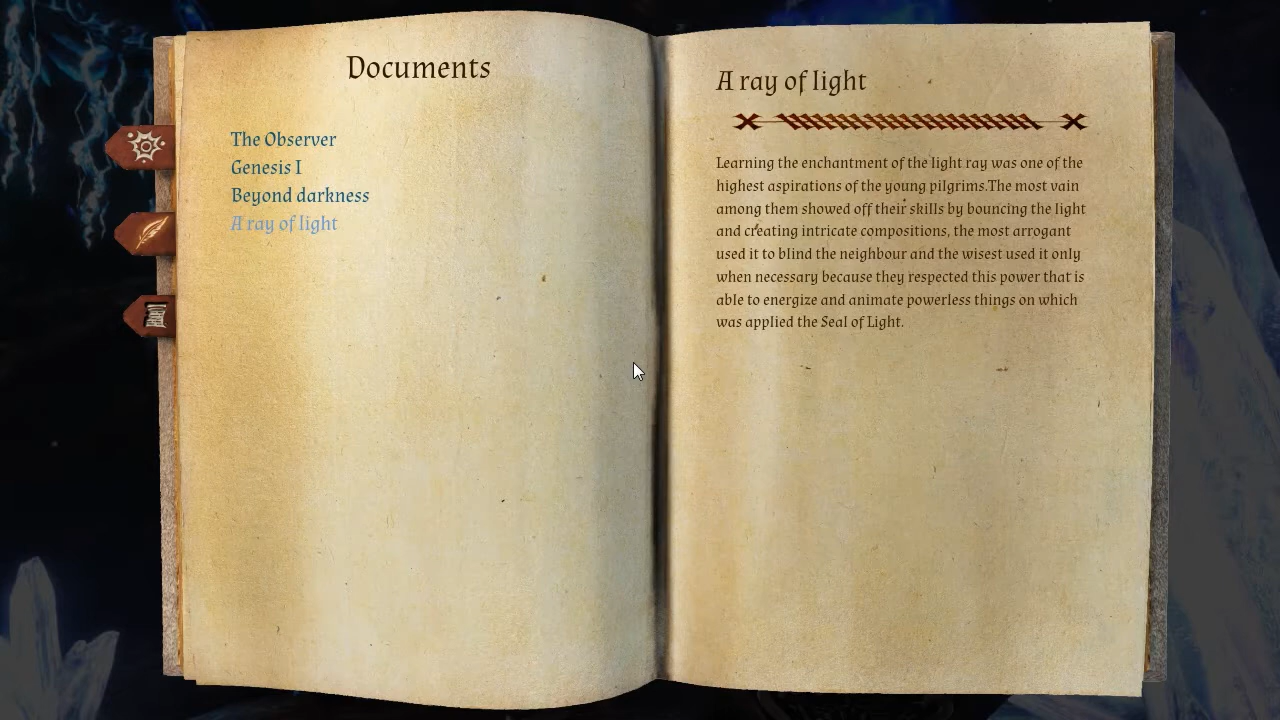 Documents
The Observer
Genesis I
Beyond darkness
A ray of light
A ray of light
Learning the enchantment of the light ray was one of the
highest aspirations of the young pilgrims.The most vain
among them showed off their skills by bouncing the light
and creating intricate compositions, the most arrogant
used it to blind the neighbour and the wisest used it only
when necessary because they respected this power that is
able to energize and animate powerless things on which
was applied the Seal of Light.